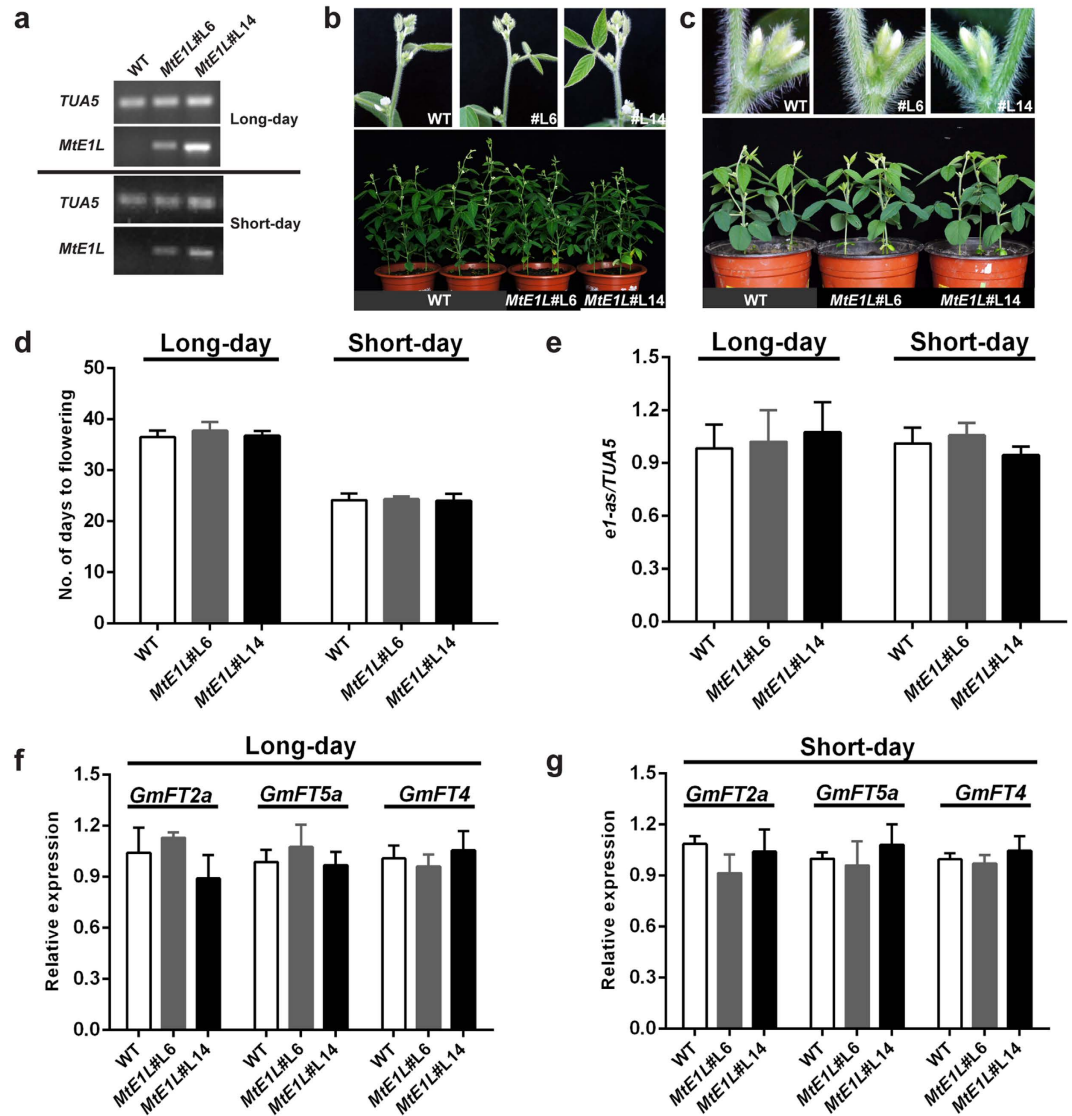 a
WT
MtE1L#L6
MtE1L#L14
TUA5
MtE1L
Long-day
TUA5
MtE1L
Short-day
b
WT
#L6
#L14
WT
MtE1L#L6
MtE1L#L14
c
WT
#L6
#L14
WT
MtE1L#L6
MtE1L#L14
d
Long-day
Short-day
No. of days to flowering
50
40
30
20
10
0
WT
MtE1L#L6
MtE1L#L14
WT
MtE1L#L6
MtE1L#L14
e
Long-day
Short-day
e1-as/TUA5
1.5
1.2
0.9
0.6
0.3
0.0
WT
MtE1L#L6
MtE1L#L14
WT
MtE1L#L6
MtE1L#L14
f
Long-day
GmFT2a
GmFT5a
GmFT4
Relative expression
1.5
1.2
0.9
0.6
0.3
0.0
WT
MtE1L#L6
MtE1L#L14
WT
MtE1L#L6
MtE1L#L14
WT
MtE1L#L6
MtE1L#L14
g
Short-day
GmFT2a
GmFT5a
GmFT4
Relative expression
1.5
1.2
0.9
0.6
0.3
0.0
WT
MtE1L#L6
MtE1L#L14
WT
MtE1L#L6
MtE1L#L14
WT
MtE1L#L6
MtE1L#L14